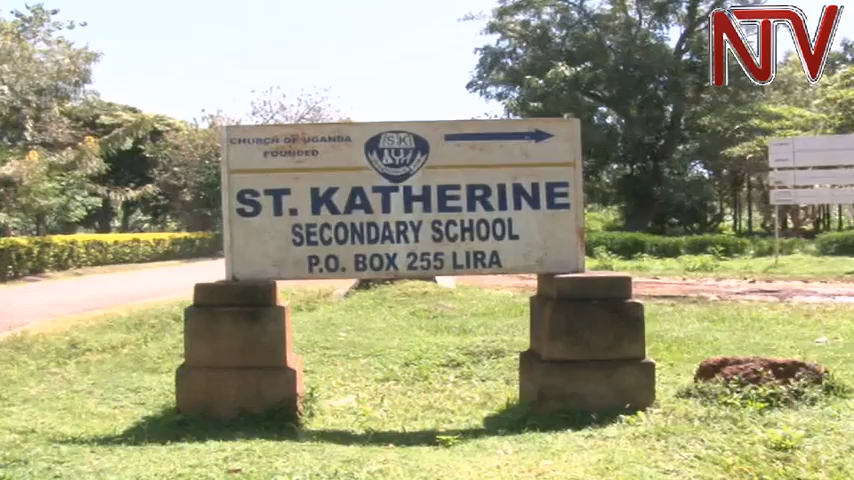 NTV
CHURCH OF UGANDA
FOUNDED
S.K
ST. KATHERINE
SECONDARY SCHOOL
P.O. BOX 255 LIRA